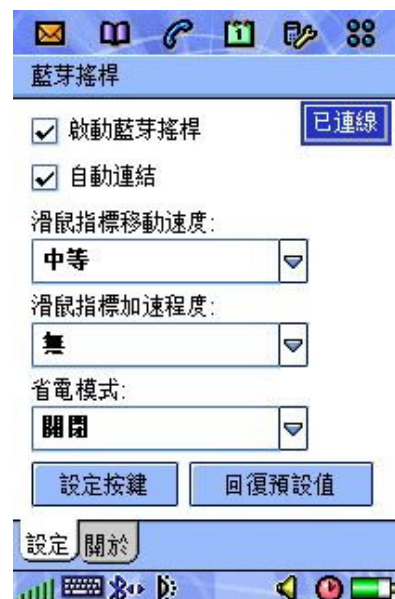 1
藍芽搖桿
啟動藍芽搖桿
已連線
自動連結
滑鼠指標移動速度:
中等
滑鼠指標加速程度:
無
省電模式:
關閉
設定按鍵 回復預設值
設定 關於